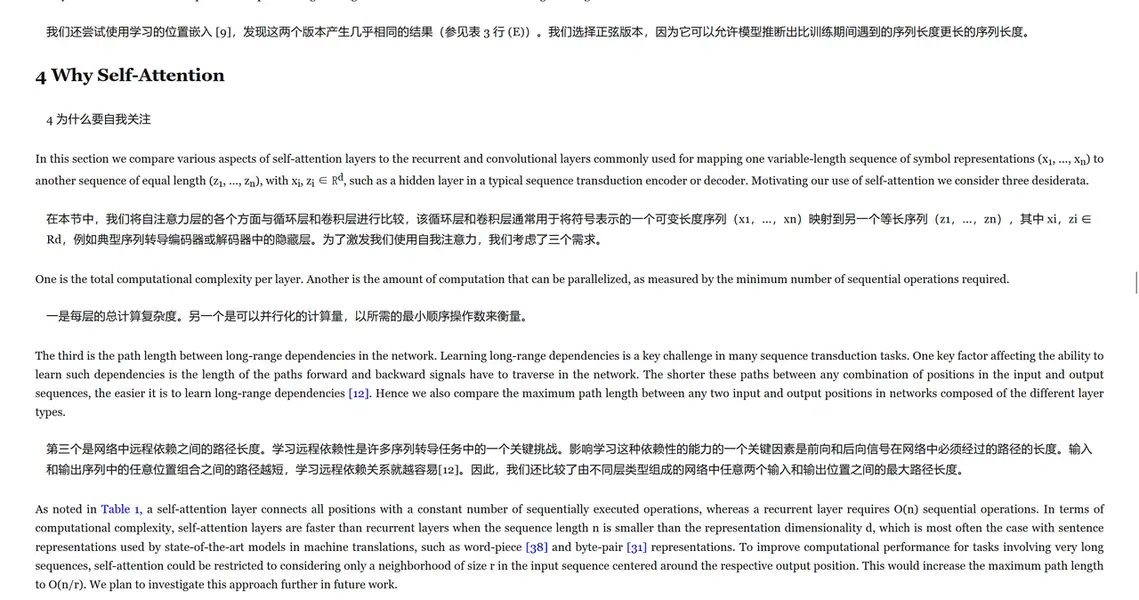 我们还尝试使用学习的位置嵌入 [9]，发现这两个版本产生几乎相同的结果（参见表 3 行 (E)）。我们选择正弦版本，因为它可以允许模型推断出比训练期间遇到的序列长度更长的序列长度。
4 Why Self-Attention
4 为什么要自我关注
In this section we compare various aspects of self-attention layers to the recurrent and convolutional layers commonly used for mapping one variable-length sequence of symbol representations (x₁, ..., xₙ) to
another sequence of equal length (z₁, ..., zₙ), with xᵢ, zᵢ ∈ ℝᵈ, such as a hidden layer in a typical sequence transduction encoder or decoder. Motivating our use of self-attention we consider three desiderata.
在本节中，我们将自注意力层的各个方面与循环层和卷积层进行比较，该循环层和卷积层通常用于将符号表示的一个可变长度序列（x1，...，xn）映射到另一个等长序列（z1，...，zn），其中 xi，zi ∈
Rd，例如典型序列转导编码器或解码器中的隐藏层。为了激发我们使用自我注意力，我们考虑了三个需求。
One is the total computational complexity per layer. Another is the amount of computation that can be parallelized, as measured by the minimum number of sequential operations required.
一是每层的总计算复杂度。另一个是可以并行化的计算量，以所需的最小顺序操作数来衡量。
The third is the path length between long-range dependencies in the network. Learning long-range dependencies is a key challenge in many sequence transduction tasks. One key factor affecting the ability to
learn such dependencies is the length of the paths forward and backward signals have to traverse in the network. The shorter these paths between any combination of positions in the input and output
sequences, the easier it is to learn long-range dependencies [12]. Hence we also compare the maximum path length between any two input and output positions in networks composed of the different layer
types.
第三个是网络中远程依赖之间的路径长度。学习远程依赖性是许多序列转导任务中的一个关键挑战。影响学习这种依赖性的能力的一个关键因素是前向和后向信号在网络中必须经过的路径的长度。输入
和输出序列中的任意位置组合之间的路径越短，学习远程依赖关系就越容易[12]。因此，我们还比较了由不同层类型组成的网络中任意两个输入和输出位置之间的最大路径长度。
As noted in Table 1, a self-attention layer connects all positions with a constant number of sequentially executed operations, whereas a recurrent layer requires O(n) sequential operations. In terms of
computational complexity, self-attention layers are faster than recurrent layers when the sequence length n is smaller than the representation dimensionality d, which is most often the case with sentence
representations used by state-of-the-art models in machine translations, such as word-piece [38] and byte-pair [31] representations. To improve computational performance for tasks involving very long
sequences, self-attention could be restricted to considering only a neighborhood of size r in the input sequence centered around the respective output position. This would increase the maximum path length
to O(n/r). We plan to investigate this approach further in future work.